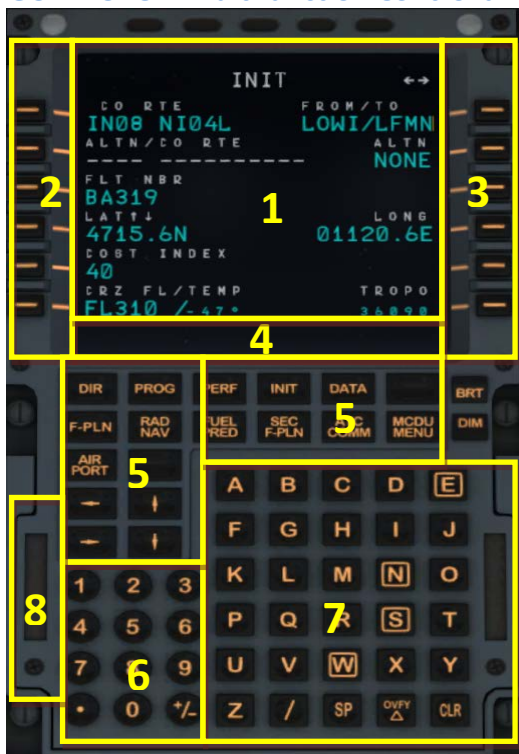 INIT ←→
CO RTE FROM/TO
IN08 NI04L LOWI/LFMN
ALTN/CO RTE ALTN
---- ---------- NONE
FLT NBR
BA319
1
2
3
LAT↑↓ LONG
4715.6N 01120.6E
COST INDEX
40
CRZ FL/TEMP TROPO
FL310 /-47° 36090
4
DIR PROG PERF INIT DATA
BRT
F-PLN RAD NAV FUEL PRED SEC F-PLN ATC COMM MCDU MENU DIM
5
5
AIR PORT
← ↑
→ ↓
A B C D E
F G H I J
K L M N O
P Q R S T
U V W X Y
Z / SP OVFY △ CLR
7
1 2 3
4 5 6
7 8 9
. 0 +/-
6
8